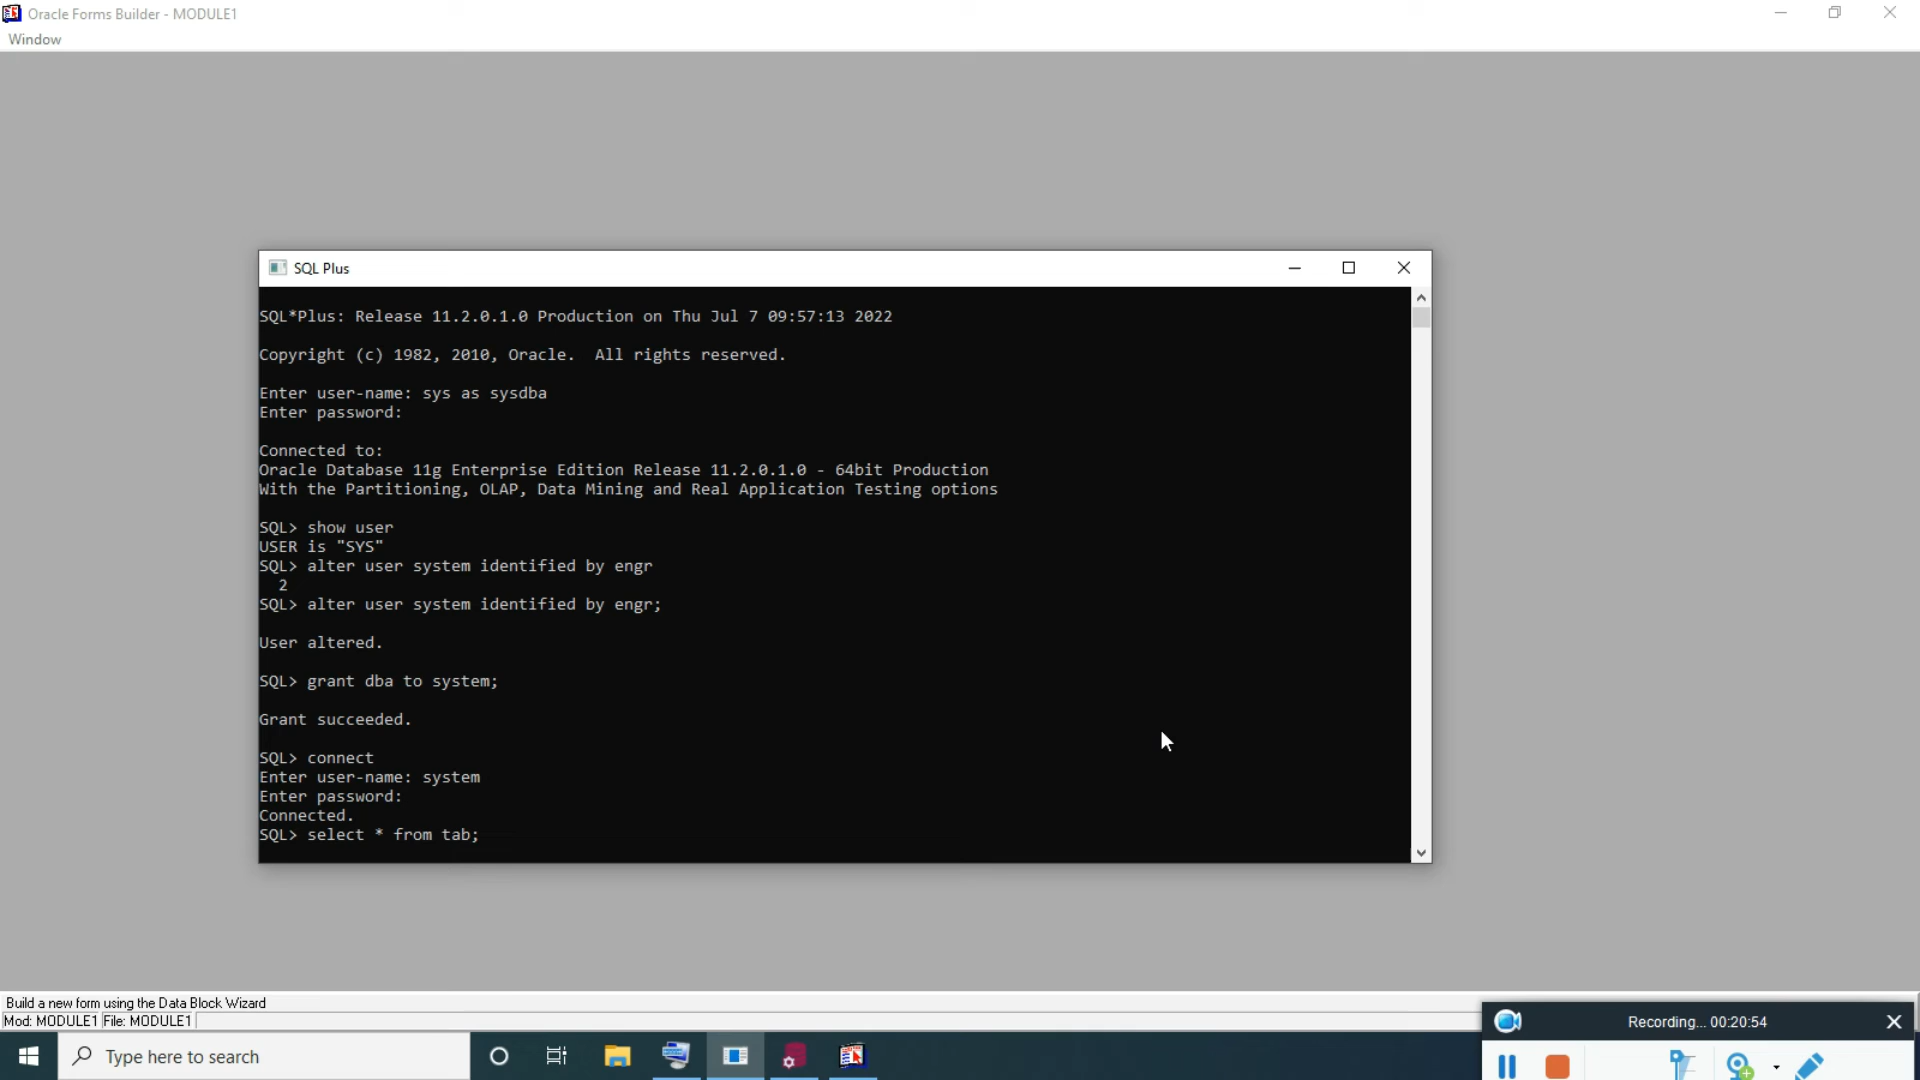 Oracle Forms Builder - MODULE1
Window
SQL Plus
SQL*Plus: Release 11.2.0.1.0 Production on Thu Jul 7 09:57:13 2022
Copyright (c) 1982, 2010, Oracle.  All rights reserved.
Enter user-name: sys as sysdba
Enter password:
Connected to:
Oracle Database 11g Enterprise Edition Release 11.2.0.1.0 - 64bit Production
With the Partitioning, OLAP, Data Mining and Real Application Testing options
SQL> show user
USER is "SYS"
SQL> alter user system identified by engr
2
SQL> alter user system identified by engr;
User altered.
SQL> grant dba to system;
Grant succeeded.
SQL> connect
Enter user-name: system
Enter password:
Connected.
SQL> select * from tab;
Build a new form using the Data Block Wizard
Mod: MODULE1 File: MODULE1
Recording... 00:20:54
Type here to search